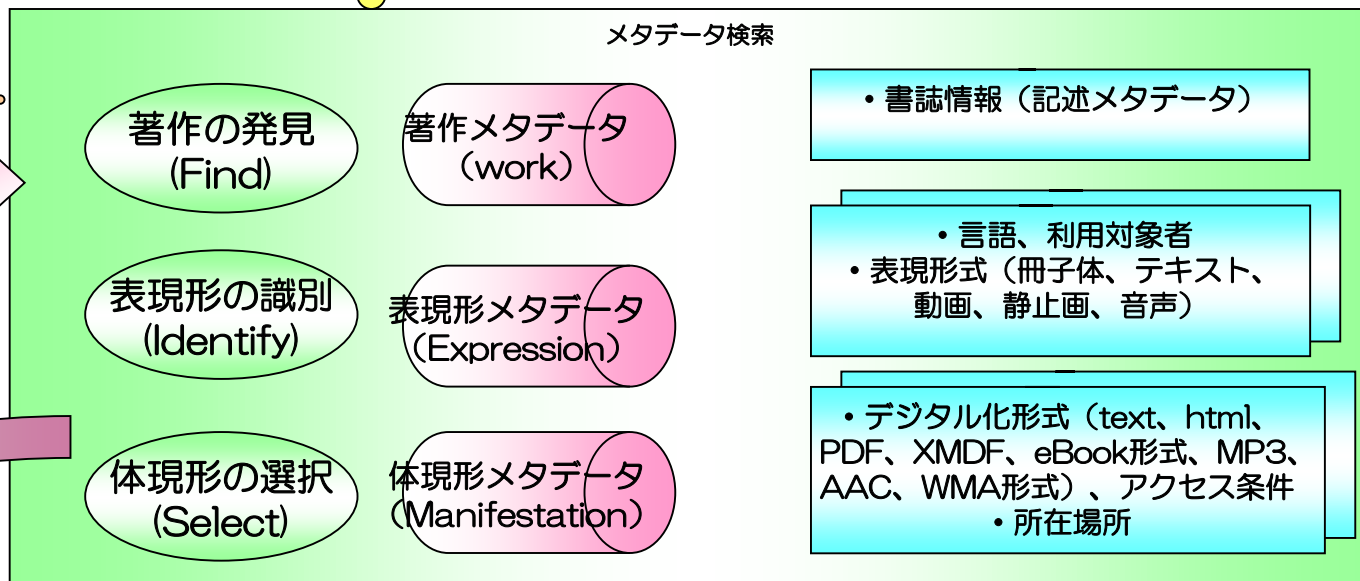 メタデータ検索
著作の発見
(Find)
著作メタデータ
（work）
・書誌情報（記述メタデータ）
表現形の識別
(Identify)
表現形メタデータ
（Expression）
・言語、利用対象者
・表現形式（冊子体、テキスト、
動画、静止画、音声）
体現形の選択
(Select)
体現形メタデータ
（Manifestation）
・デジタル化形式（text、html、
PDF、XMDF、eBook形式、MP3、
AAC、WMA形式）、アクセス条件
・所在場所